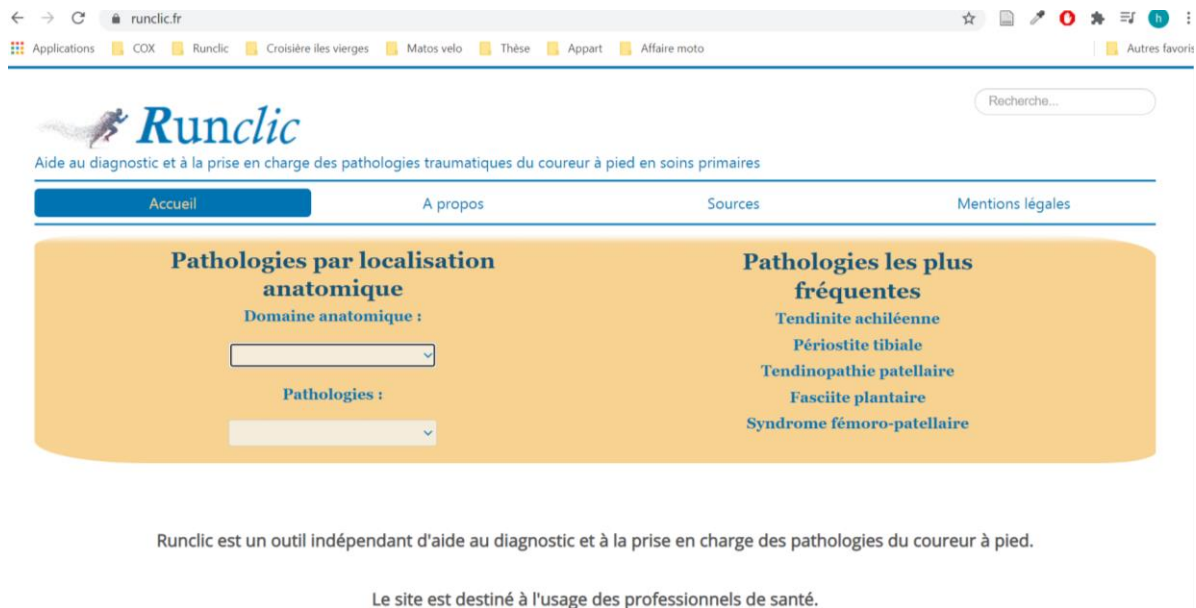 runclic.fr
h
Applications COX Runclic Croisière iles vierges Matos velo Thèse Appart Affaire moto Autres favoris
Recherche...
Runclic
Aide au diagnostic et à la prise en charge des pathologies traumatiques du coureur à pied en soins primaires
Accueil A propos Sources Mentions légales
Pathologies par localisation
anatomique
Domaine anatomique :
Pathologies :
Pathologies les plus
fréquentes
Tendinite achiléenne
Périostite tibiale
Tendinopathie patellaire
Fasciite plantaire
Syndrome fémoro-patellaire
Runclic est un outil indépendant d'aide au diagnostic et à la prise en charge des pathologies du coureur à pied.
Le site est destiné à l'usage des professionnels de santé.